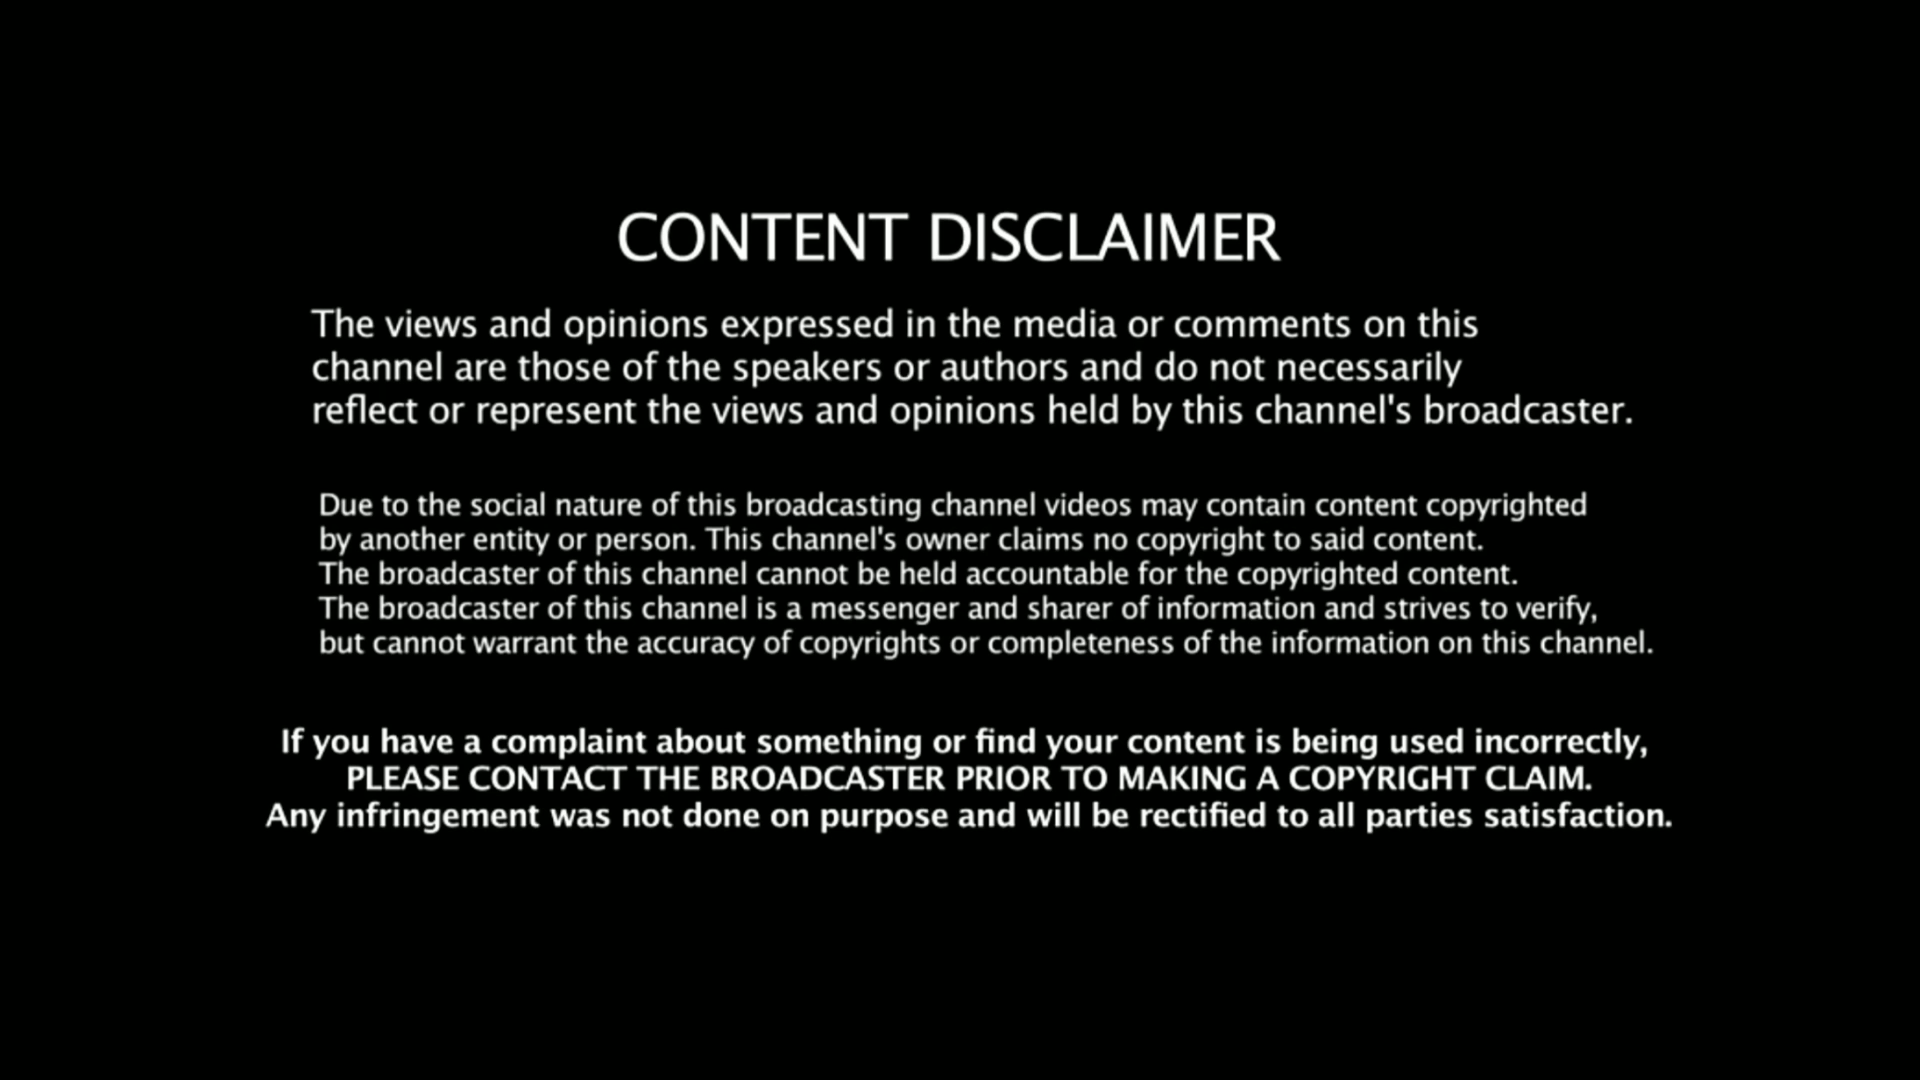 CONTENT DISCLAIMER
The views and opinions expressed in the media or comments on this
channel are those of the speakers or authors and do not necessarily
reflect or represent the views and opinions held by this channel's broadcaster.
Due to the social nature of this broadcasting channel videos may contain content copyrighted
by another entity or person. This channel's owner claims no copyright to said content.
The broadcaster of this channel cannot be held accountable for the copyrighted content.
The broadcaster of this channel is a messenger and sharer of information and strives to verify,
but cannot warrant the accuracy of copyrights or completeness of the information on this channel.
If you have a complaint about something or find your content is being used incorrectly,
PLEASE CONTACT THE BROADCASTER PRIOR TO MAKING A COPYRIGHT CLAIM.
Any infringement was not done on purpose and will be rectified to all parties satisfaction.